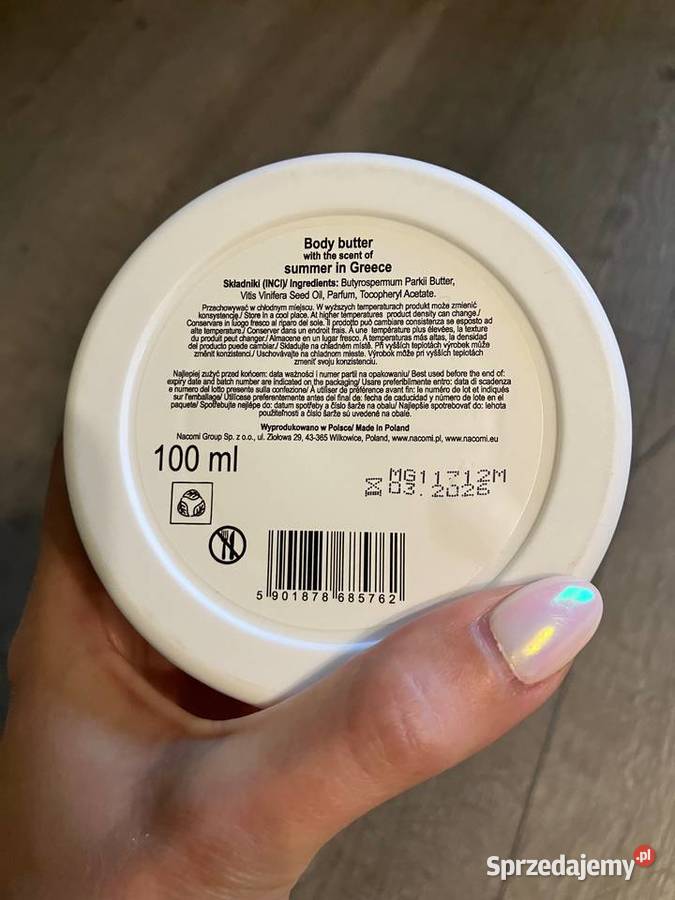 Body butter
with the scent of
summer in Greece
Składniki (INCI)/ Ingredients: Butyrospermum Parkii Butter,
Vitis Vinifera Seed Oil, Parfum, Tocopheryl Acetate.
Przechowywać w chłodnym miejscu. W wyższych temperaturach produkt może zmienić
konsystencję./ Store in a cool place. At higher temperatures product density can change./
Conservare in luogo fresco al riparo del sole. Il prodotto può cambiare consistenza se esposto ad
alte temperature./ Conserver dans un endroit frais. À une température plus élevées, la texture
du produit peut changer./ Almacene en un lugar fresco. A temperaturas más altas, la densidad
del producto puede cambiar./ Skladujte na chladném místě. Při vyšších teplotách výrobek může
změnit konzistenci./ Uschovávajte na chladnom mieste. Výrobok môže pri vyšších teplotách
zmeniť svoju konzistenciu.
Najlepiej zużyć przed końcem: data ważności i numer partii na opakowaniu/ Best used before the end of:
expiry date and batch number are indicated on the packaging/ Usare preferibilmente entro: data di scadenza
e numero del lotto presente sulla confezione/ À utiliser de préférence avant fin: le numéro de lot et indiqués
sur l'emballage/ Utilícese preferentemente antes del final de: fecha de caducidad y número de lote en el
paquete/ Spotřebujte nejlépe do: datum spotřeby a číslo šarže na obalu/ Najlepšie spotrebovať do: lehota
použiteľnosti a číslo šarže sú uvedené na obale.
Wyprodukowano w Polsce/ Made in Poland
Nacomi Group Sp. z o.o., ul. Ziołowa 29, 43-365 Wilkowice, Poland, www.nacomi.pl, www.nacomi.eu
100 ml
MG11712M
03.2026
5 901878 685762
Sprzedajemy.pl